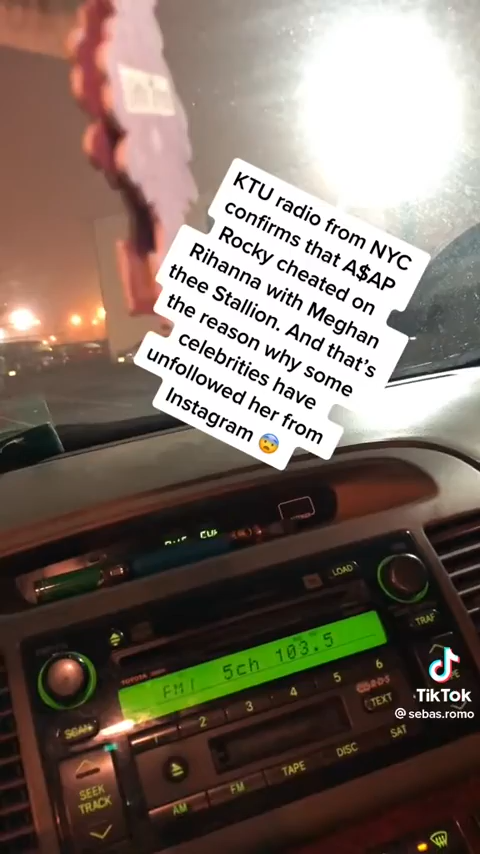 KTU radio from NYC
confirms that A$AP
Rocky cheated on
Rihanna with Meghan
thee Stallion. And that's
the reason why some
celebrities have
unfollowed her from
Instagram 😨
LOAD
TRAF
FM1 5ch 103.5
SCAN
1 2 3 4 5 6
RDS
TEXT
SEEK
TRACK
AM FM TAPE DISC SAT
TikTok
@sebas.romo